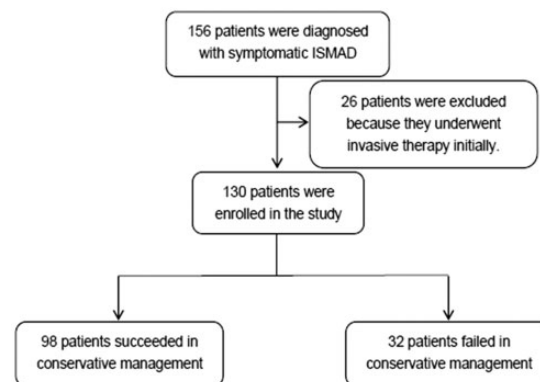 156 patients were diagnosed
with symptomatic ISMAD
26 patients were excluded
because they underwent
invasive therapy initially.
130 patients were
enrolled in the study
98 patients succeeded in
conservative management
32 patients failed in
conservative management